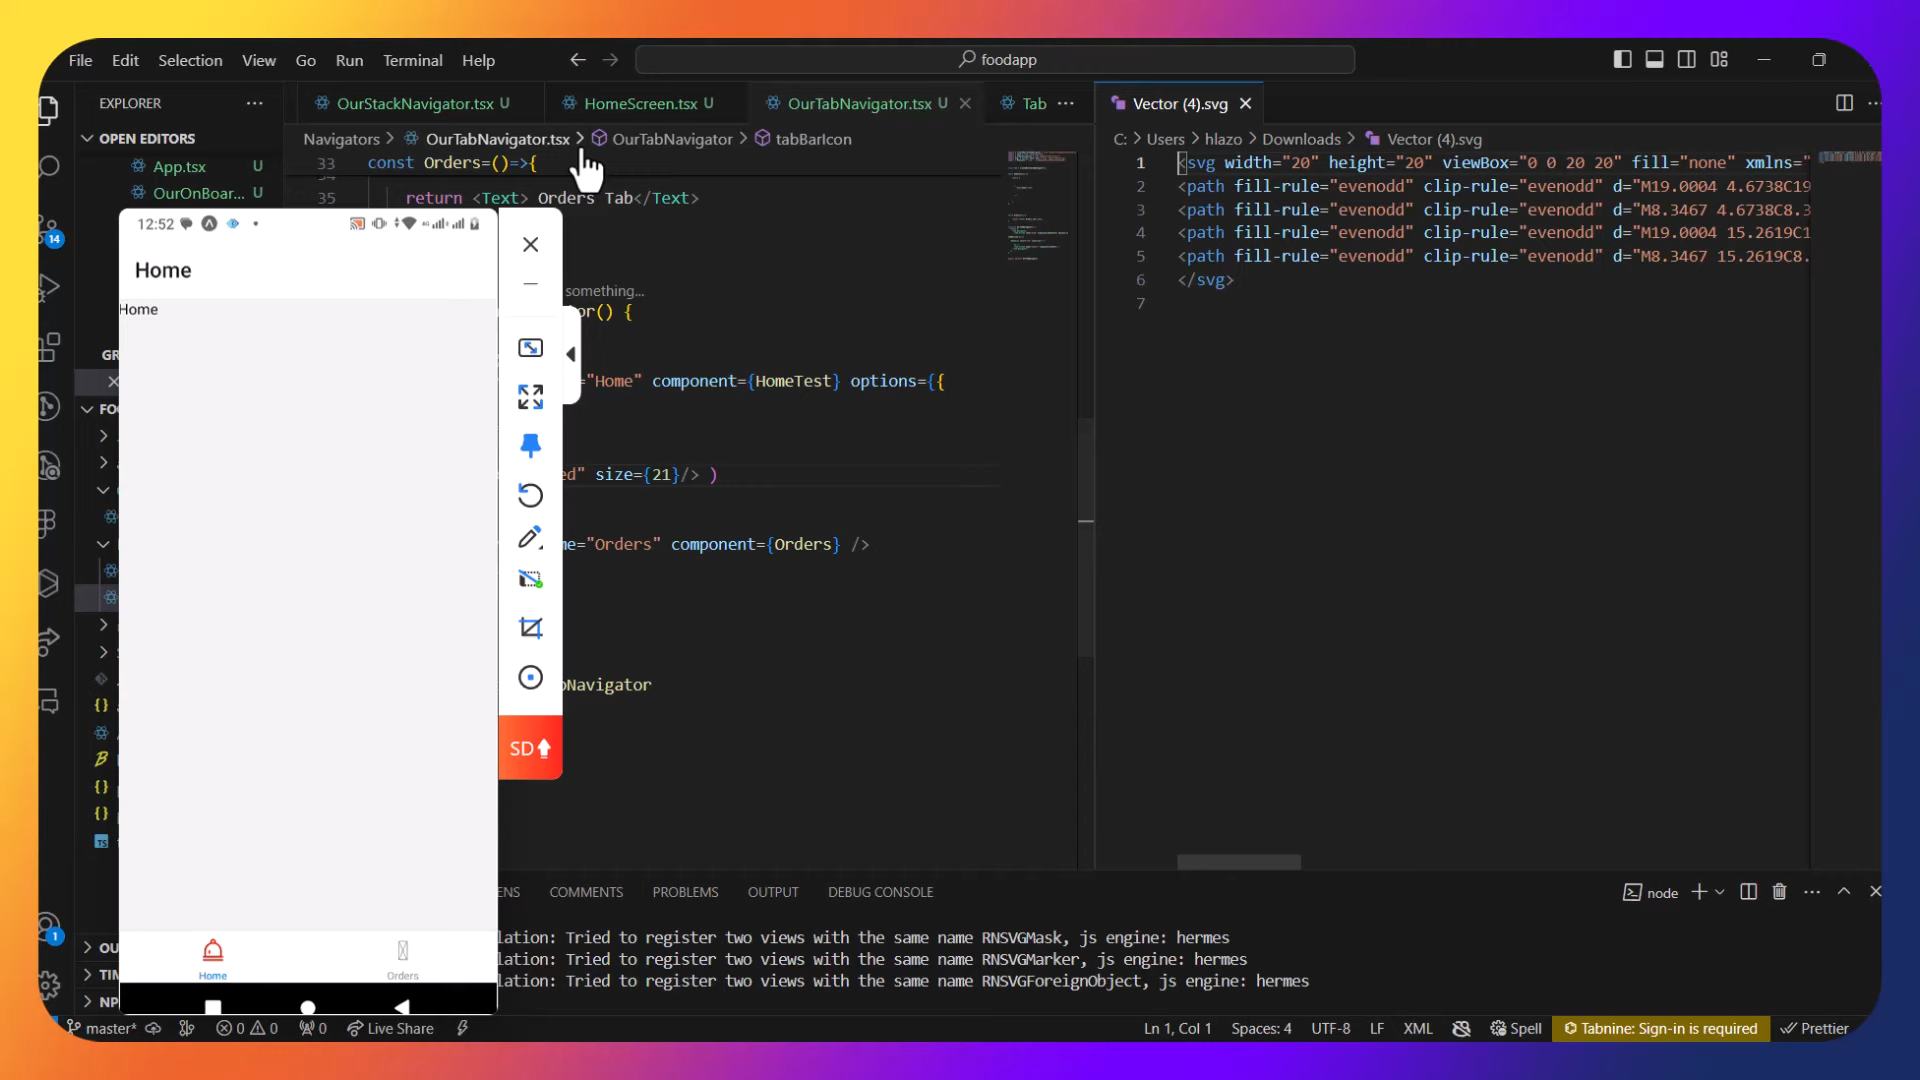 File Edit Selection View Go Run Terminal Help
foodapp
EXPLORER
OPEN EDITORS
App.tsx U
OurOnBoar... U
14
GR
FO
OU
TIM
NP
1
OurStackNavigator.tsx U
HomeScreen.tsx U
OurTabNavigator.tsx U
Tab
Navigators > OurTabNavigator.tsx > OurTabNavigator > tabBarIcon
33 const Orders=()=>{
35 return <Text> Orders Tab</Text>
something...
or() {
="Home" component={HomeTest} options={{
ed" size={21}/> )
me="Orders" component={Orders} />
Navigator
12:52
Home
Home
Home
Orders
SD
Vector (4).svg
C: > Users > hlazo > Downloads > Vector (4).svg
1 <svg width="20" height="20" viewBox="0 0 20 20" fill="none" xmlns="
2 <path fill-rule="evenodd" clip-rule="evenodd" d="M19.0004 4.6738C19
3 <path fill-rule="evenodd" clip-rule="evenodd" d="M8.3467 4.6738C8.3
4 <path fill-rule="evenodd" clip-rule="evenodd" d="M19.0004 15.2619C1
5 <path fill-rule="evenodd" clip-rule="evenodd" d="M8.3467 15.2619C8.
6 </svg>
7
ENS COMMENTS PROBLEMS OUTPUT DEBUG CONSOLE
node
lation: Tried to register two views with the same name RNSVGMask, js engine: hermes
lation: Tried to register two views with the same name RNSVGMarker, js engine: hermes
lation: Tried to register two views with the same name RNSVGForeignObject, js engine: hermes
master* 0 0 0 Live Share
Ln 1, Col 1 Spaces: 4 UTF-8 LF XML Spell Tabnine: Sign-in is required Prettier